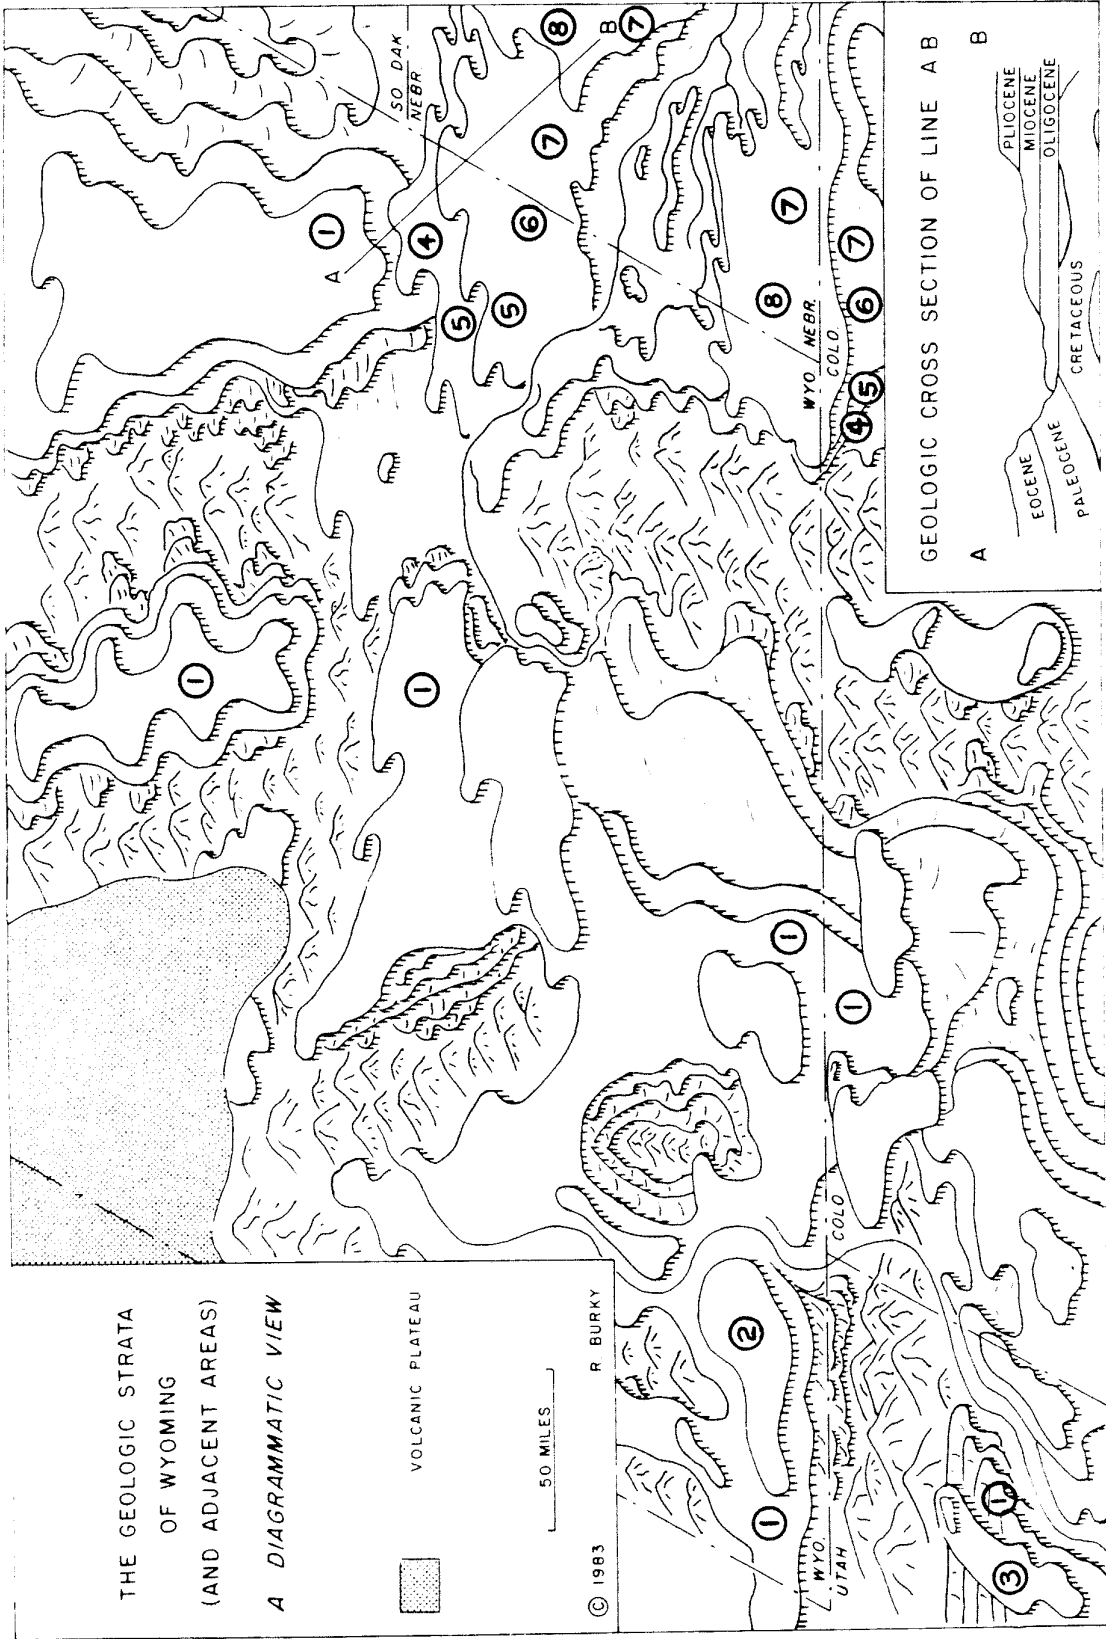 THE GEOLOGIC STRATA
OF WYOMING
(AND ADJACENT AREAS)
A DIAGRAMMATIC VIEW
VOLCANIC PLATEAU
50 MILES
© 1983
R BURKY
SO DAK
NEBR.
A
B
1
1
1
1
1
1
1
2
3
4
5
5
6
7
7
7
8
8
WYO. NEBR.
COLO.
4
5
6
7
WYO.
UTAH
COLO
GEOLOGIC CROSS SECTION OF LINE A B
A
B
EOCENE
PALEOCENE
CRETACEOUS
PLIOCENE
MIOCENE
OLIGOCENE